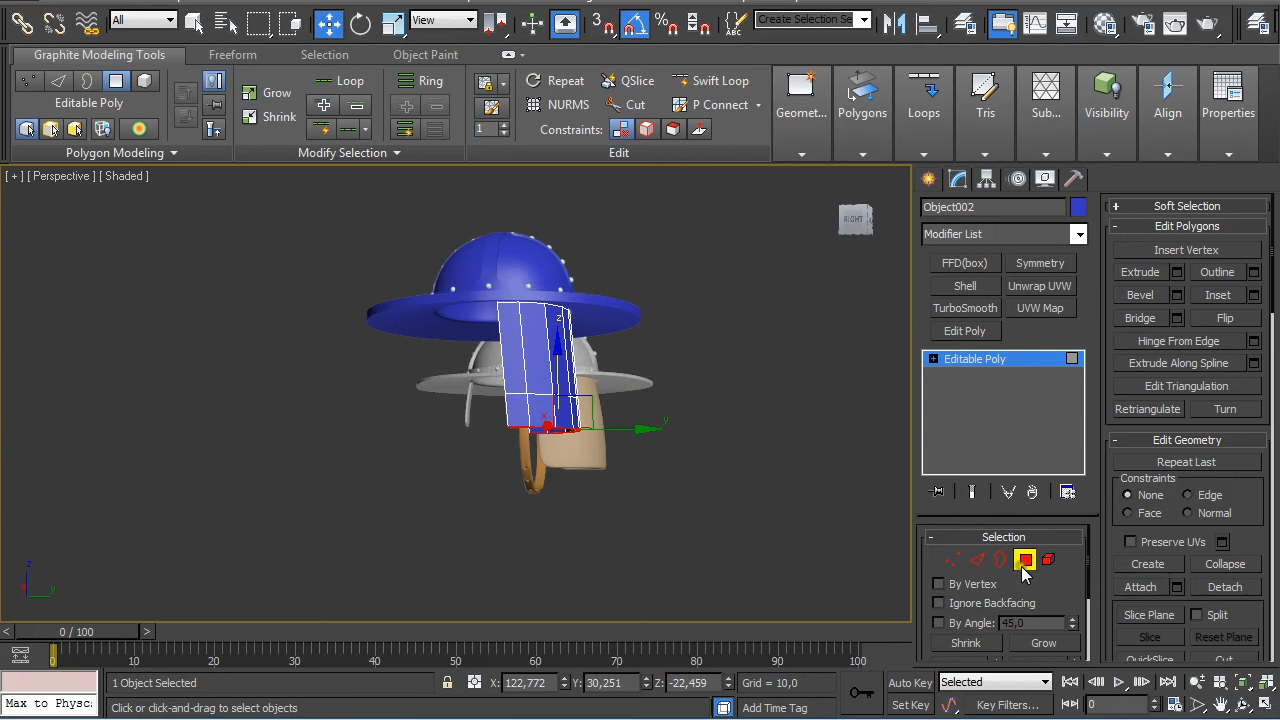 All
View
3
Create Selection Se
ABC
Graphite Modeling Tools
Freeform
Selection
Object Paint
Editable Poly
Polygon Modeling
Grow
Shrink
Loop
Ring
Modify Selection
Repeat
QSlice
Swift Loop
NURMS
Cut
P Connect
1
Constraints:
Edit
Geomet...
Polygons
Loops
Tris
Sub...
Visibility
Align
Properties
[ + ] [ Perspective ] [ Shaded ]
RIGHT
z
x
y
z
y
Object002
Modifier List
FFD(box)
Symmetry
Shell
Unwrap UVW
TurboSmooth
UVW Map
Edit Poly
Editable Poly
Selection
By Vertex
Ignore Backfacing
By Angle:
45,0
Shrink
Grow
Soft Selection
Edit Polygons
Insert Vertex
Extrude
Outline
Bevel
Inset
Bridge
Flip
Hinge From Edge
Extrude Along Spline
Edit Triangulation
Retriangulate
Turn
Edit Geometry
Repeat Last
Constraints
None
Edge
Face
Normal
Preserve UVs
Create
Collapse
Attach
Detach
Slice Plane
Split
Slice
Reset Plane
QuickSlice
Cut
0 / 100
0
10
20
30
40
50
60
70
80
90
100
1 Object Selected
X: 122,772
Y: 30,251
Z: -22,459
Grid = 10,0
Auto Key
Selected
Max to Physc
Click or click-and-drag to select objects
Add Time Tag
Set Key
Key Filters...
0